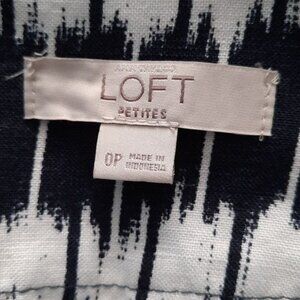 LOFT
PETITES
0P
MADE IN
INDONESIA